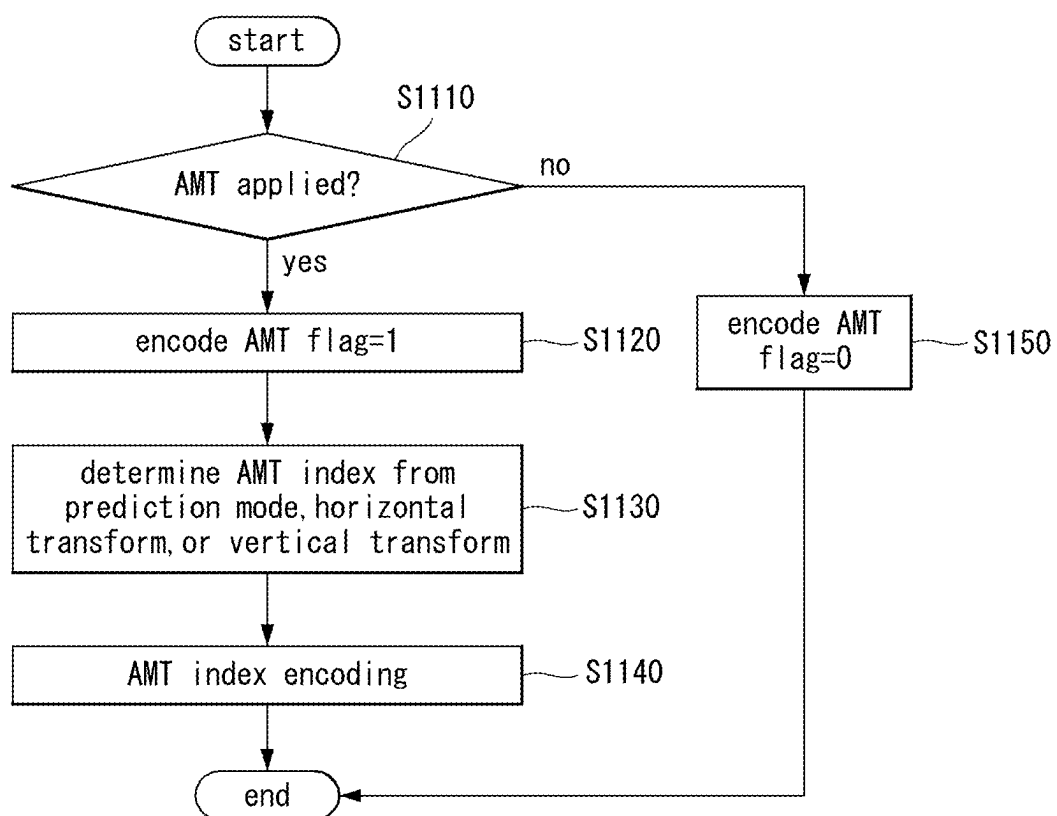 start
S1110
AMT applied?
no
yes
encode AMT flag=1
S1120
encode AMT
flag=0
S1150
determine AMT index from
prediction mode, horizontal
transform, or vertical transform
S1130
AMT index encoding
S1140
end